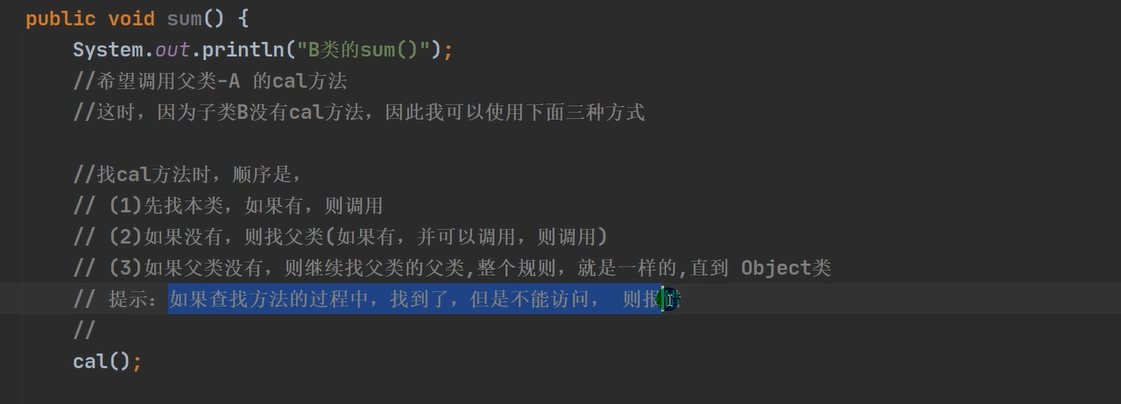 public void sum() {
System.out.println("B类的sum()");
//希望调用父类-A 的cal方法
//这时，因为子类B没有cal方法，因此我可以使用下面三种方式
//找cal方法时，顺序是，
// (1)先找本类，如果有，则调用
// (2)如果没有，则找父类(如果有，并可以调用，则调用)
// (3)如果父类没有，则继续找父类的父类,整个规则，就是一样的,直到 Object类
// 提示：如果查找方法的过程中，找到了，但是不能访问， 则报
//
cal();